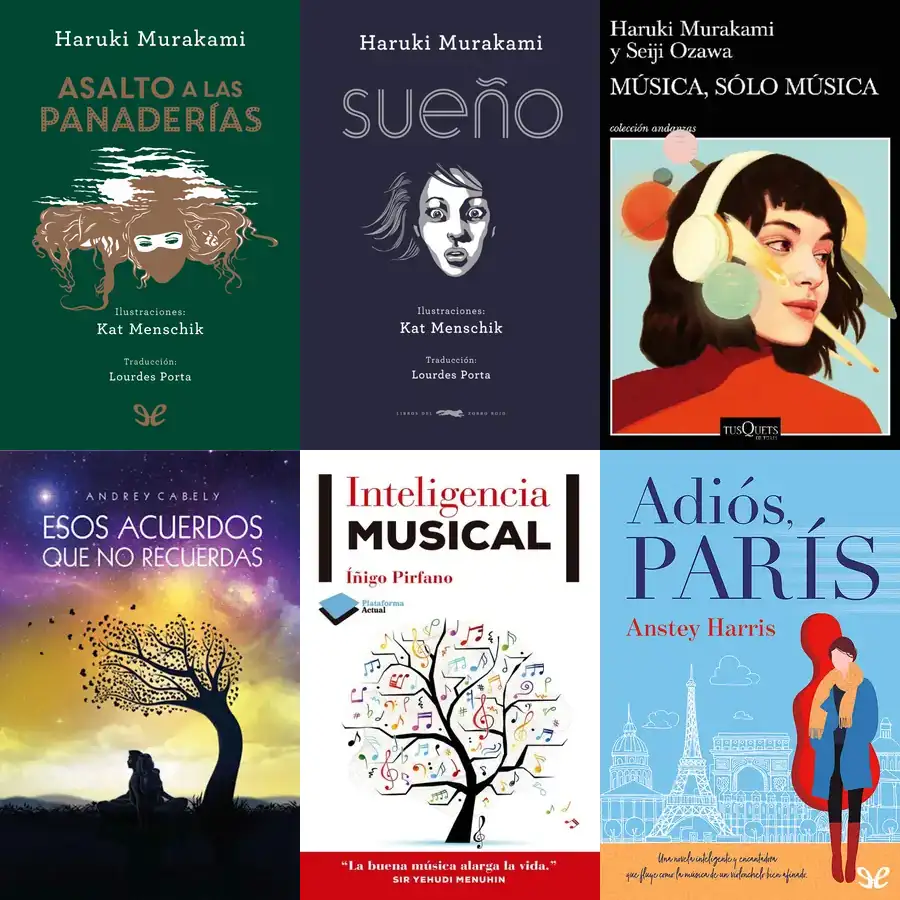 Haruki Murakami
ASALTO A LAS
PANADERÍAS
Ilustraciones:
Kat Menschik
Traducción:
Lourdes Porta
Haruki Murakami
sueño
Ilustraciones:
Kat Menschik
Traducción:
Lourdes Porta
LIBROS DEL ZORRO ROJO
Haruki Murakami
y Seiji Ozawa
MÚSICA, SÓLO MÚSICA
colección andanzas
TUSQUETS
EDITORES
ANDREY CABELY
ESOS ACUERDOS
QUE NO RECUERDAS
Inteligencia
MUSICAL
Íñigo Pirfano
Plataforma
Actual
“La buena música alarga la vida.”
SIR YEHUDI MENUHIN
Adiós,
PARÍS
Anstey Harris
Una novela inteligente y encantadora
que fluye como la música de un violonchelo bien afinado.